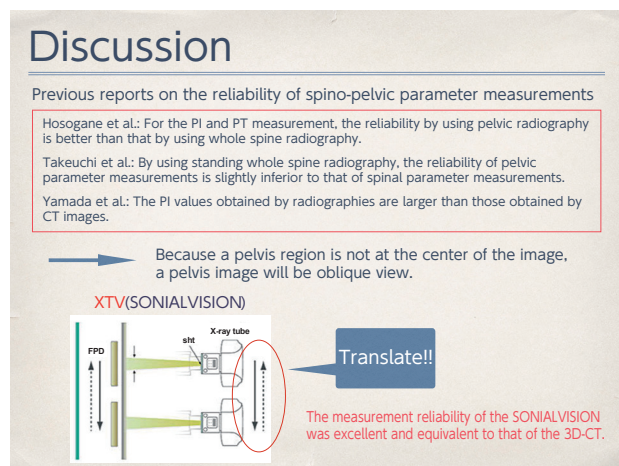 Discussion
Previous reports on the reliability of spino-pelvic parameter measurements
Hosogane et al.: For the PI and PT measurement, the reliability by using pelvic radiography
is better than that by using whole spine radiography.
Takeuchi et al.: By using standing whole spine radiography, the reliability of pelvic
parameter measurements is slightly inferior to that of spinal parameter measurements.
Yamada et al.: The PI values obtained by radiographies are larger than those obtained by
CT images.
Because a pelvis region is not at the center of the image,
a pelvis image will be oblique view.
XTV(SONIALVISION)
X-ray tube
sht
FPD
Translate!!
The measurement reliability of the SONIALVISION
was excellent and equivalent to that of the 3D-CT.